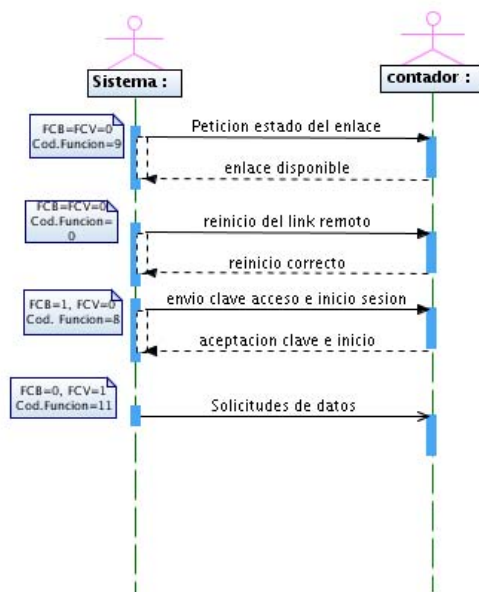 Sistema :
contador :
FCB=FCV=0
Cod.Funcion=9
Peticion estado del enlace
enlace disponible
FCB=FCV=0
Cod.Funcion=
0
reinicio del link remoto
reinicio correcto
FCB=1, FCV=0
Cod. Funcion=8
envio clave acceso e inicio sesion
aceptacion clave e inicio
FCB=0, FCV=1
Cod.Funcion=11
Solicitudes de datos